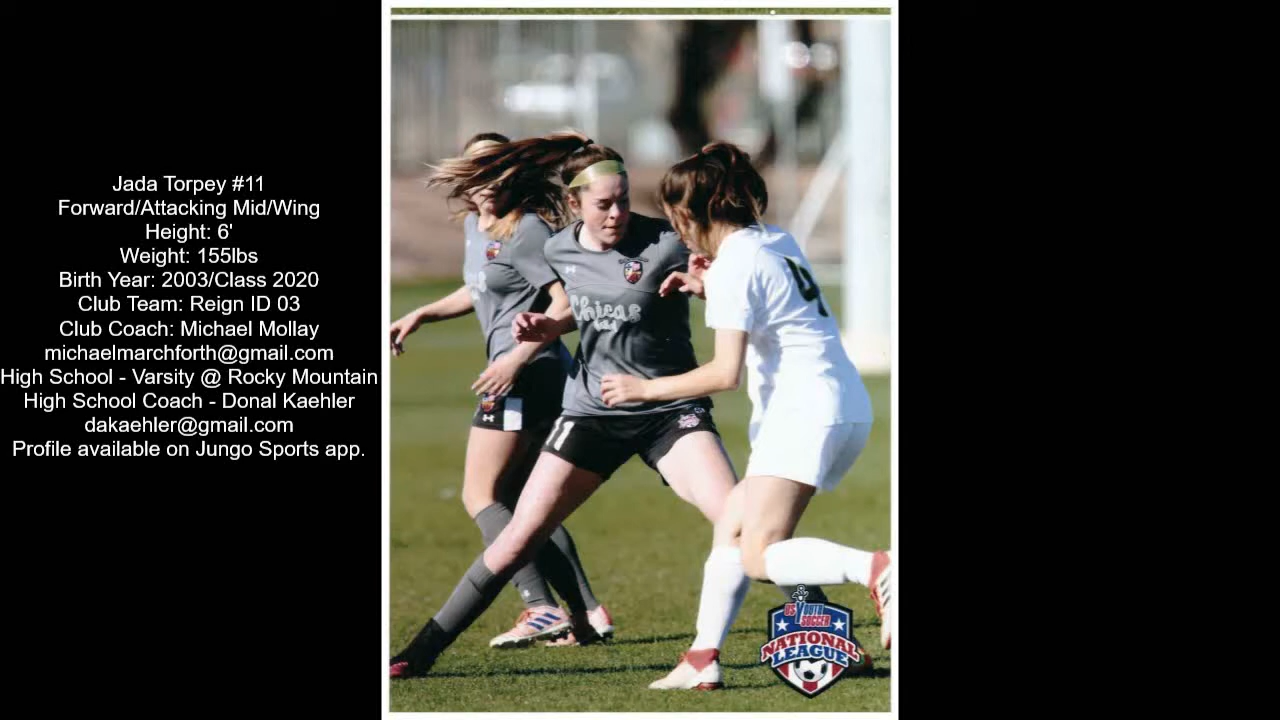 Jada Torpey #11
Forward/Attacking Mid/Wing
Height: 6'
Weight: 155lbs
Birth Year: 2003/Class 2020
Club Team: Reign ID 03
Club Coach: Michael Mollay
michaelmarchforth@gmail.com
High School - Varsity @ Rocky Mountain
High School Coach - Donal Kaehler
dakaehler@gmail.com
Profile available on Jungo Sports app.
Chicas
11
4
US YOUTH
SOCCER
NATIONAL
LEAGUE